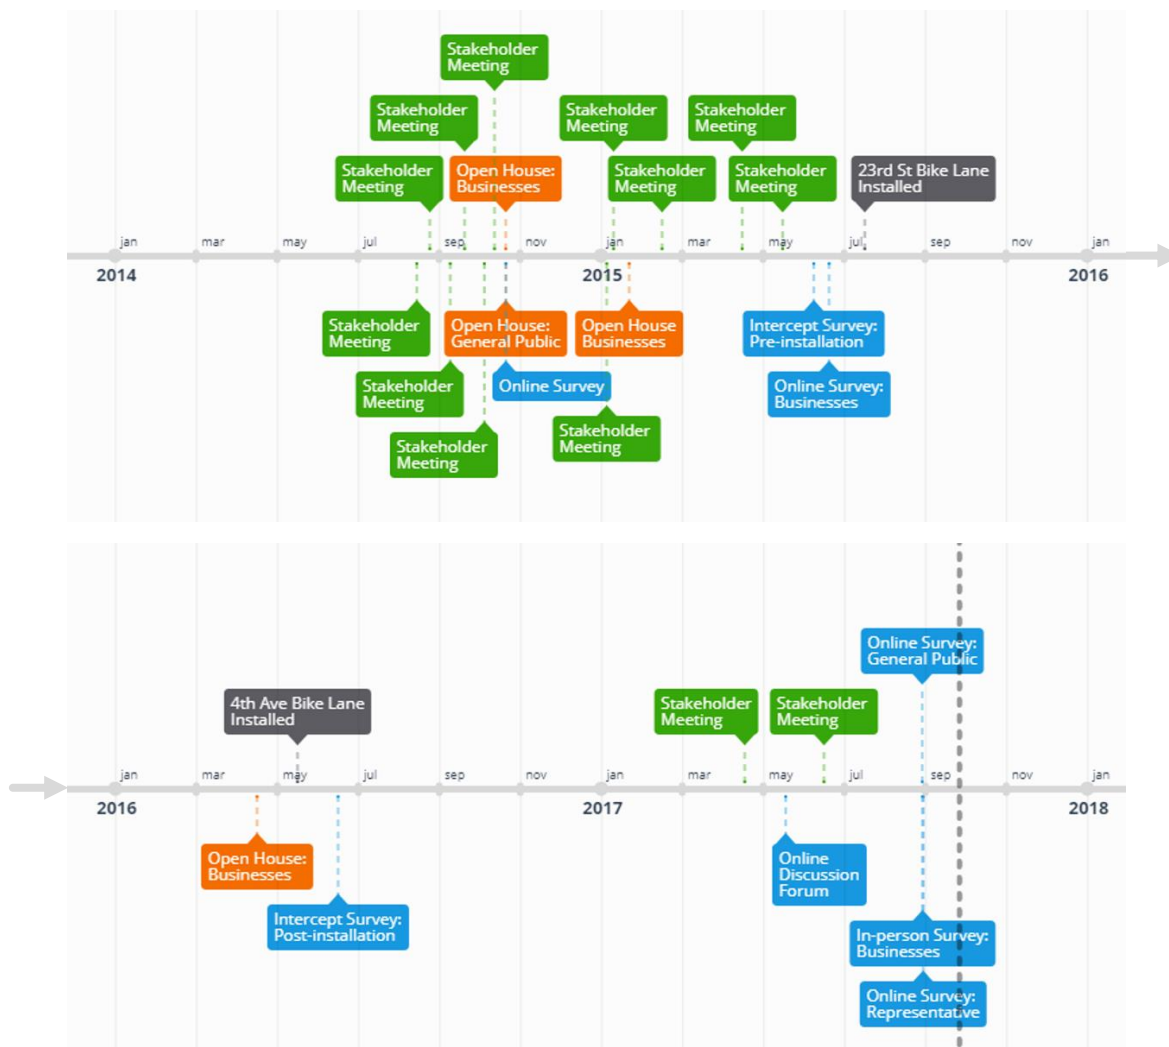 Stakeholder
Meeting
Stakeholder
Meeting
Stakeholder
Meeting
Stakeholder
Meeting
Stakeholder
Meeting
Open House:
Businesses
Stakeholder
Meeting
Stakeholder
Meeting
23rd St Bike Lane
Installed
jan mar may jul sep nov jan mar may jul sep nov jan
2014 2015 2016
Stakeholder
Meeting
Open House:
General Public
Open House
Businesses
Intercept Survey:
Pre-installation
Stakeholder
Meeting
Online Survey
Online Survey:
Businesses
Stakeholder
Meeting
Stakeholder
Meeting
Online Survey:
General Public
4th Ave Bike Lane
Installed
Stakeholder
Meeting
Stakeholder
Meeting
jan mar may jul sep nov jan mar may jul sep nov jan
2016 2017 2018
Open House:
Businesses
Online
Discussion
Forum
Intercept Survey:
Post-installation
In-person Survey:
Businesses
Online Survey:
Representative